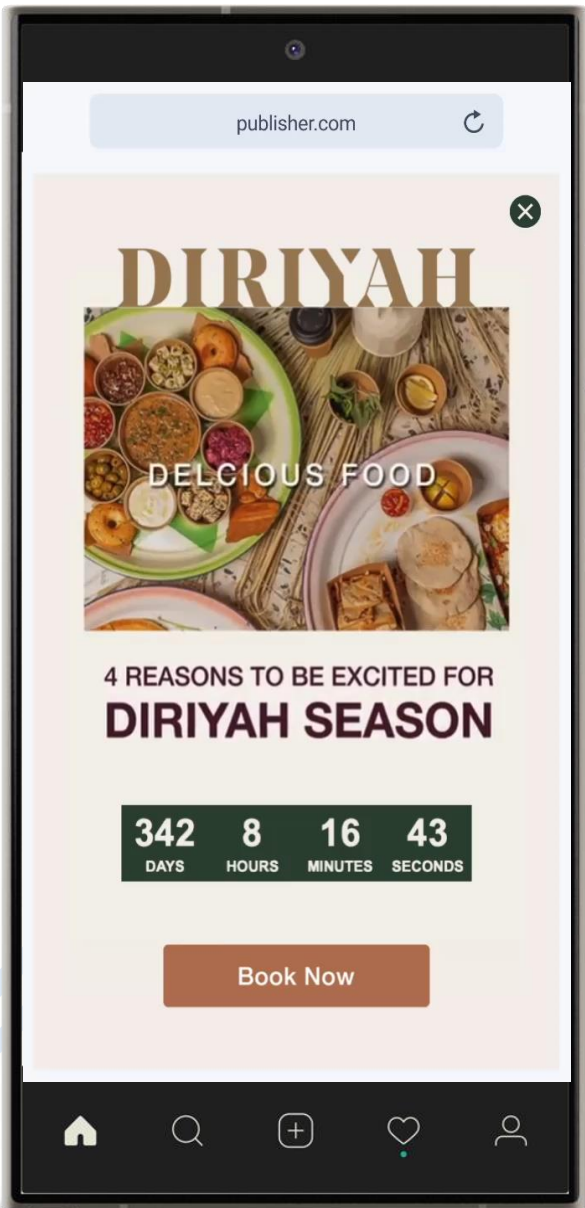 publisher.com
DIRIYAH
DELCIOUS FOOD
4 REASONS TO BE EXCITED FOR
DIRIYAH SEASON
342 8 16 43
DAYS HOURS MINUTES SECONDS
Book Now